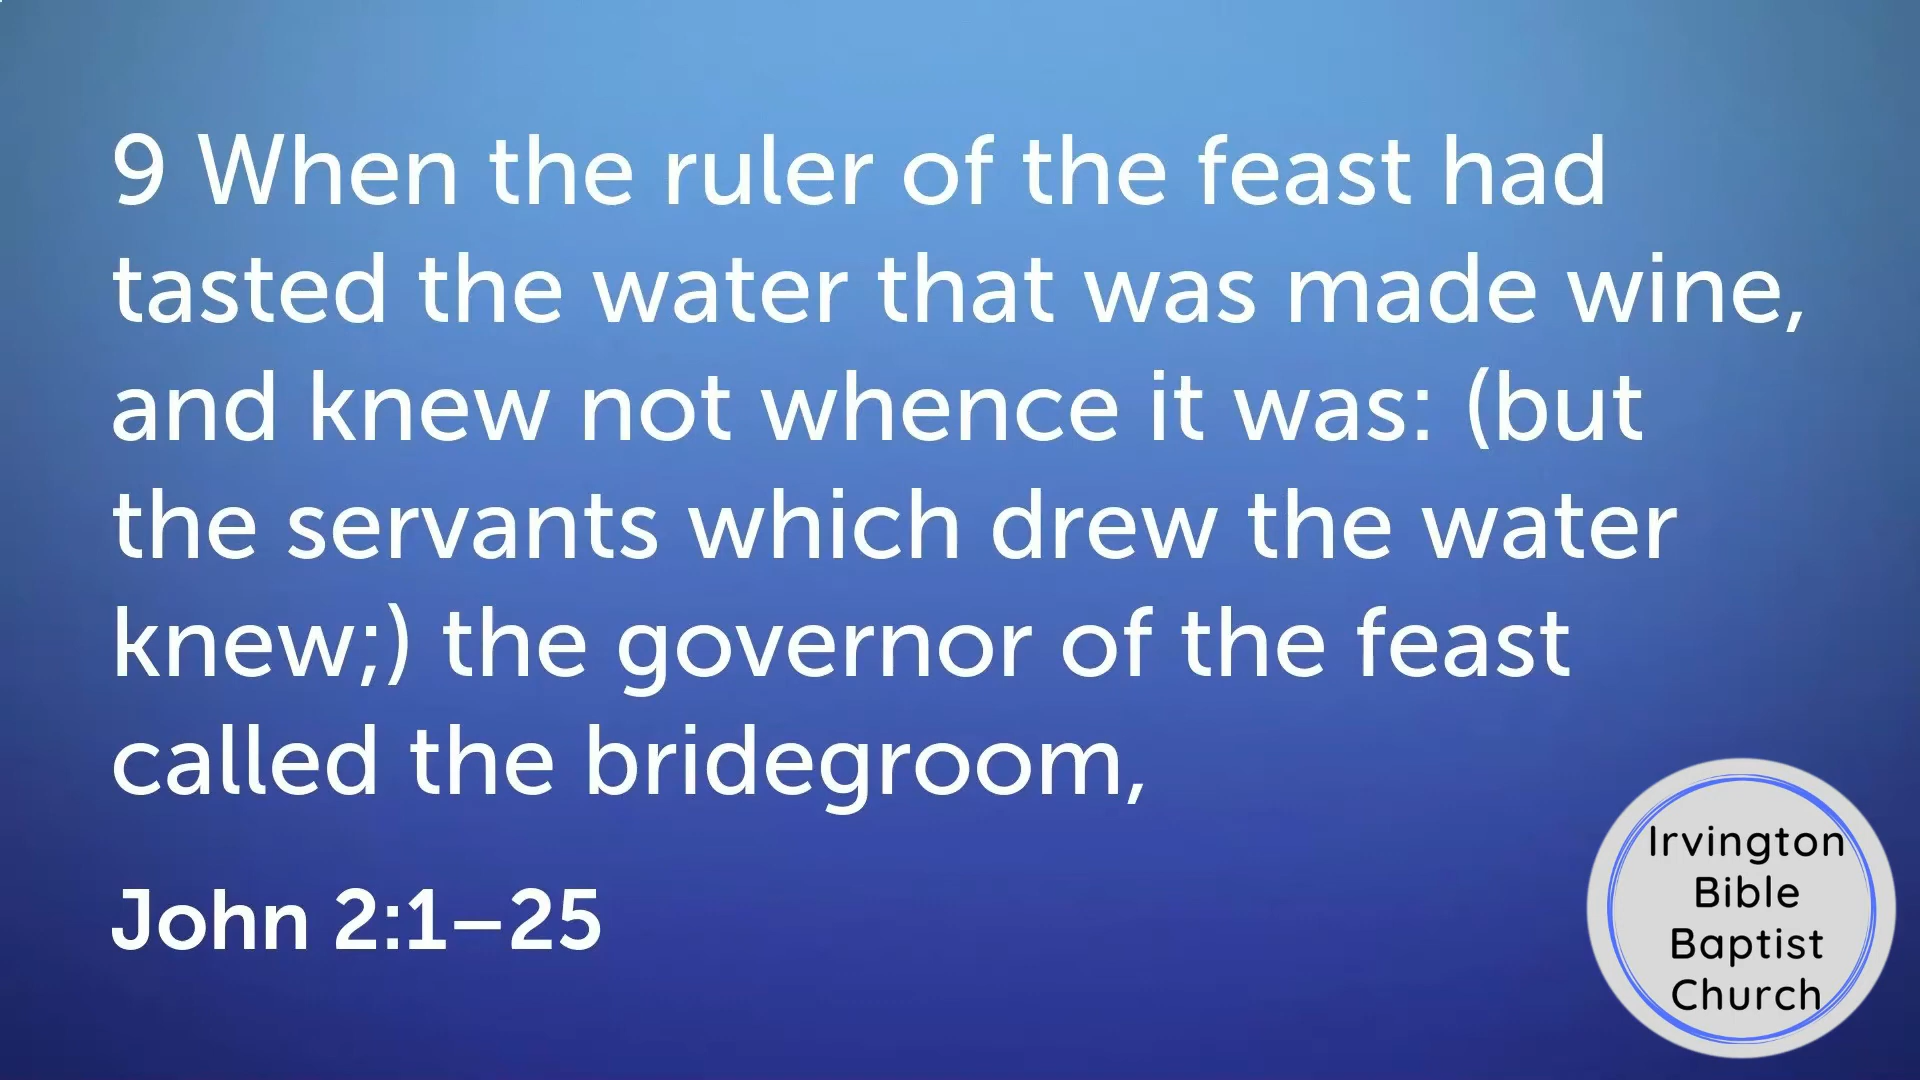 9 When the ruler of the feast had
tasted the water that was made wine,
and knew not whence it was: (but
the servants which drew the water
knew;) the governor of the feast
called the bridegroom,
John 2:1–25
Irvington
Bible
Baptist
Church